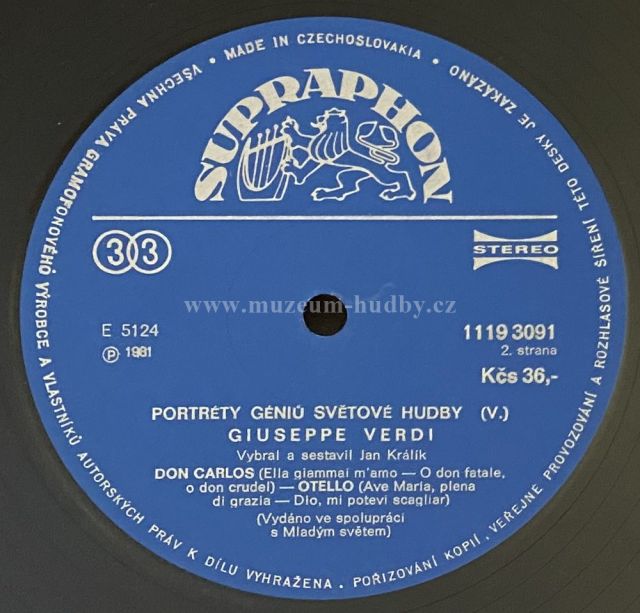 VŠECHNA PRÁVA GRAMOFONOVÉHO VÝROBCE A VLASTNÍKŮ AUTORSKÝCH PRÁV K DÍLU VYHRAŽENA. POŘIZOVÁNÍ KOPIÍ, VEŘEJNÉ PROVOZOVÁNÍ A ROZHLASOVÉ ŠÍŘENÍ TÉTO DESKY JE ZAKÁZÁNO • MADE IN CZECHOSLOVAKIA •
SUPRAPHON
33
STEREO
www.muzeum-hudby.cz
E 5124
1119 3091
℗ 1981
2. strana
Kčs 36,-
PORTRÉTY GÉNIŮ SVĚTOVÉ HUDBY (V.)
GIUSEPPE VERDI
Vybral a sestavil Jan Králík
DON CARLOS (Ella giammai m'amo — O don fatale,
o don crudel) — OTELLO (Ave Maria, plena
di grazia — Dio, mi potevi scagliar)
(Vydáno ve spolupráci
s Mladým světem)